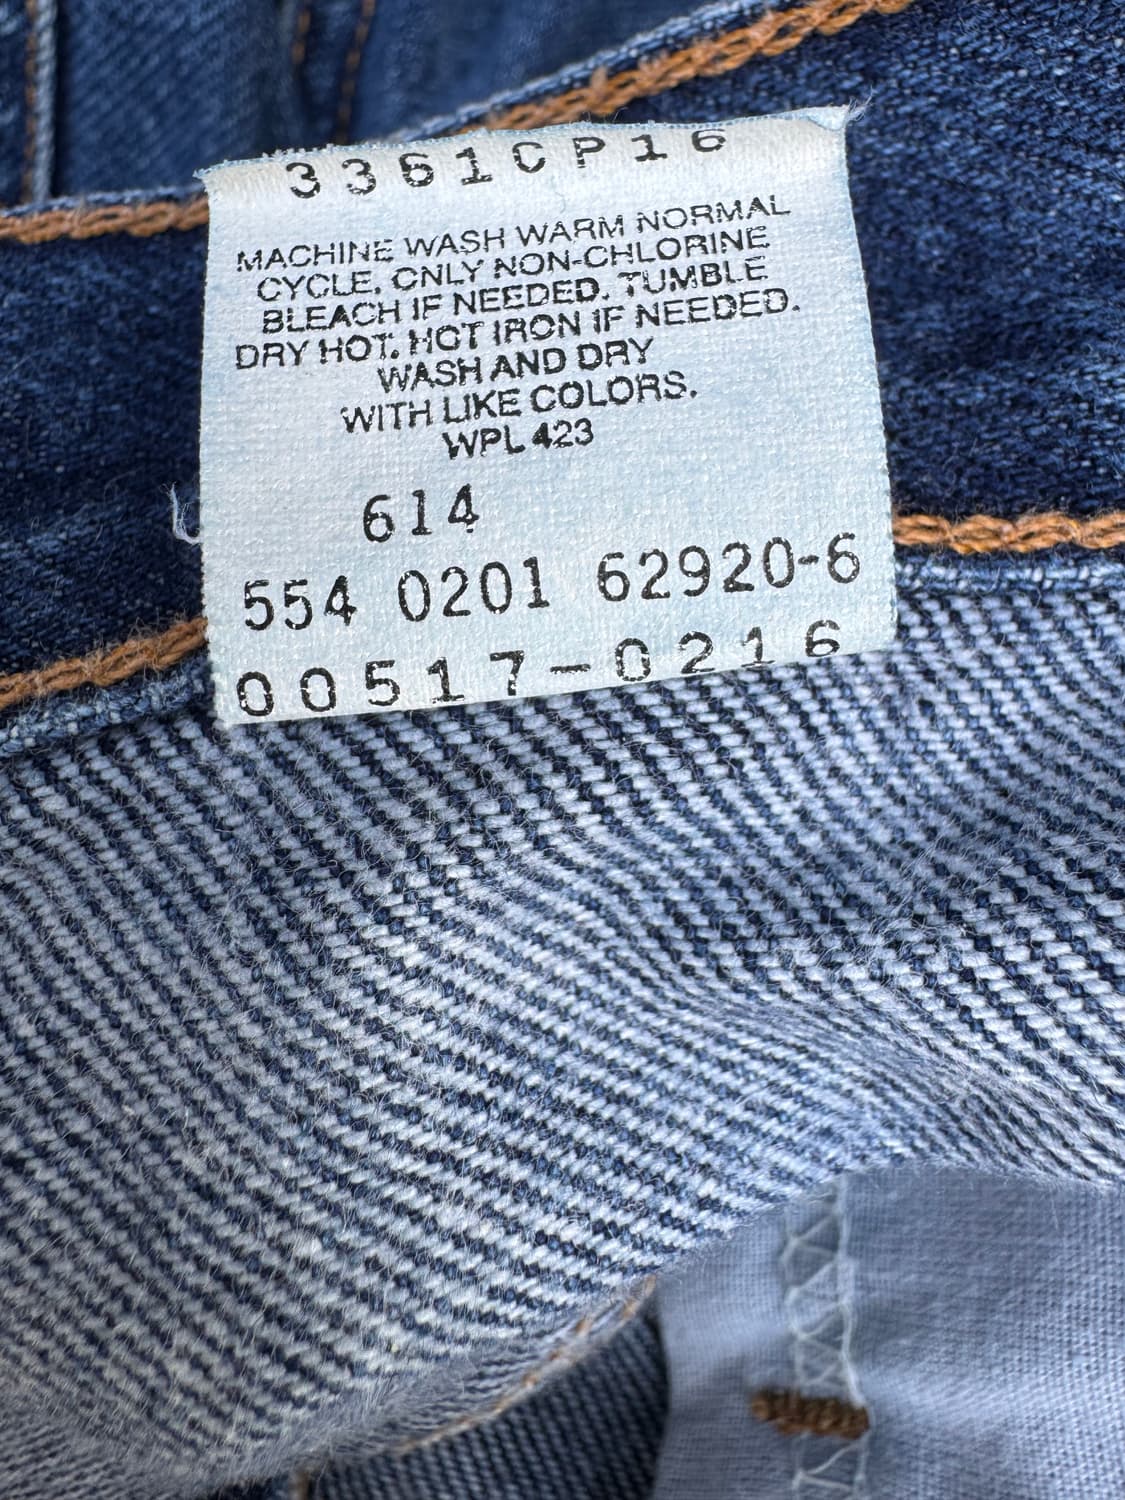 3361CP16
MACHINE WASH WARM NORMAL
CYCLE. ONLY NON-CHLORINE
BLEACH IF NEEDED. TUMBLE
DRY HOT. HOT IRON IF NEEDED.
WASH AND DRY
WITH LIKE COLORS.
WPL 423
614
554 0201 62920-6
00517-0216